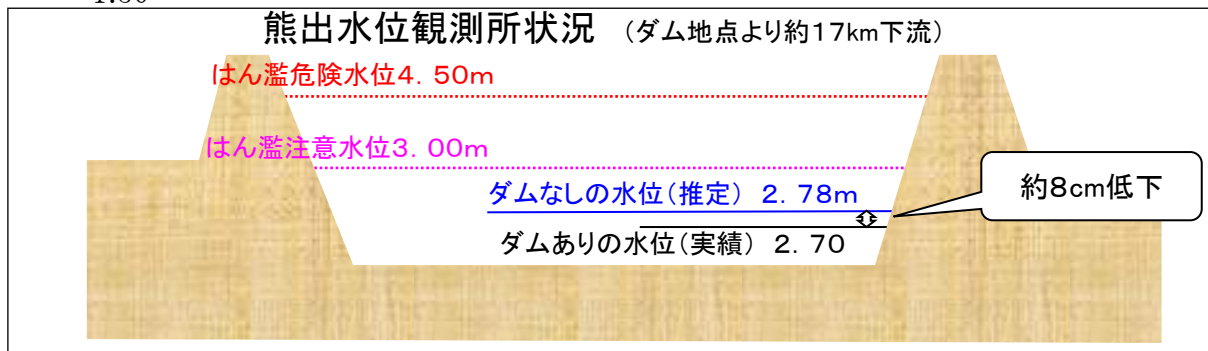 熊出水位観測所状況 (ダム地点より約17km下流)
はん濫危険水位4.50m
はん濫注意水位3.00m
ダムなしの水位(推定) 2.78m
約8cm低下
ダムありの水位(実績) 2.70